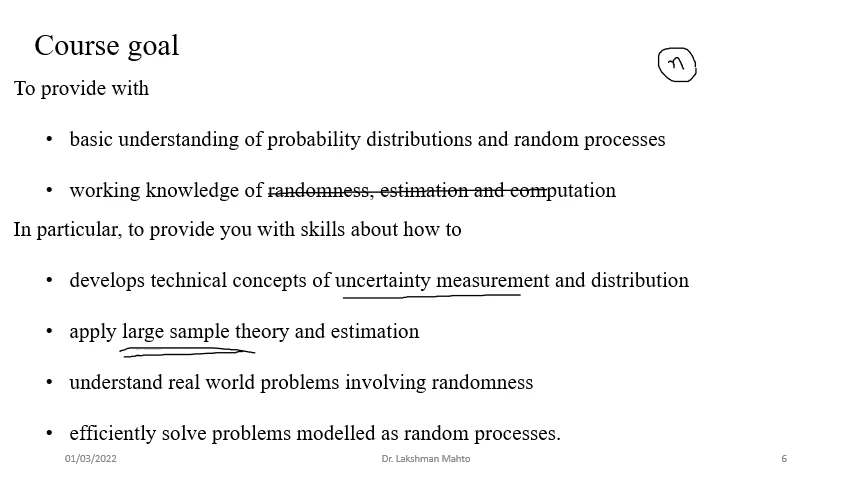 Course goal
n
To provide with
• basic understanding of probability distributions and random processes
• working knowledge of randomness, estimation and computation
In particular, to provide you with skills about how to
• develops technical concepts of uncertainty measurement and distribution
• apply large sample theory and estimation
• understand real world problems involving randomness
• efficiently solve problems modelled as random processes.
01/03/2022 Dr. Lakshman Mahto 6